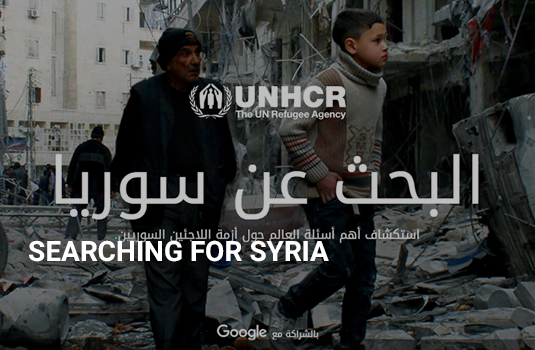 UNHCR
The UN Refugee Agency
البحث عن سوريا
استكشاف أهم أسئلة العالم حول أزمة اللاجئين السوريين.
SEARCHING FOR SYRIA
بالشراكة مع Google